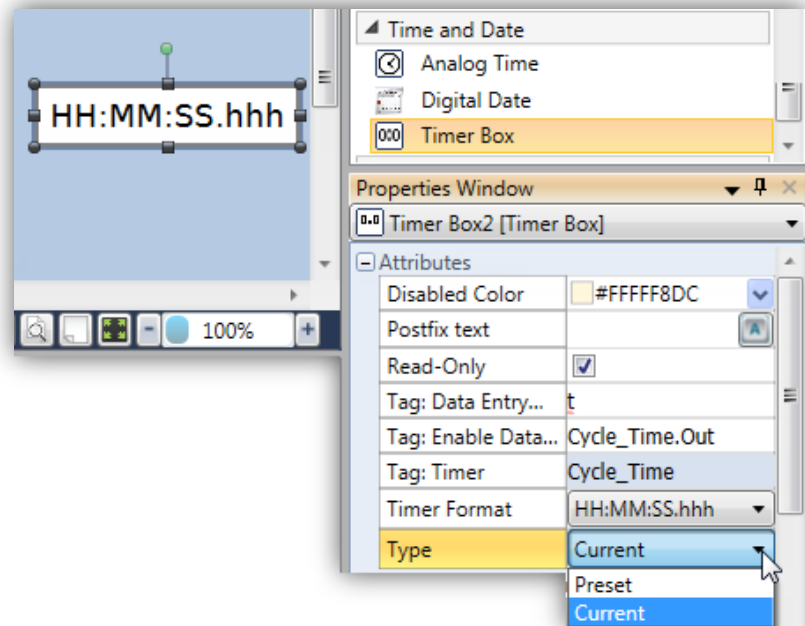 HH:MM:SS.hhh
100%
Time and Date
Analog Time
Digital Date
Timer Box
Properties Window
Timer Box2 [Timer Box]
Attributes
Disabled Color #FFFFF8DC
Postfix text
Read-Only
Tag: Data Entry... t
Tag: Enable Data... Cycle_Time.Out
Tag: Timer Cycle_Time
Timer Format HH:MM:SS.hhh
Type Current
Preset
Current